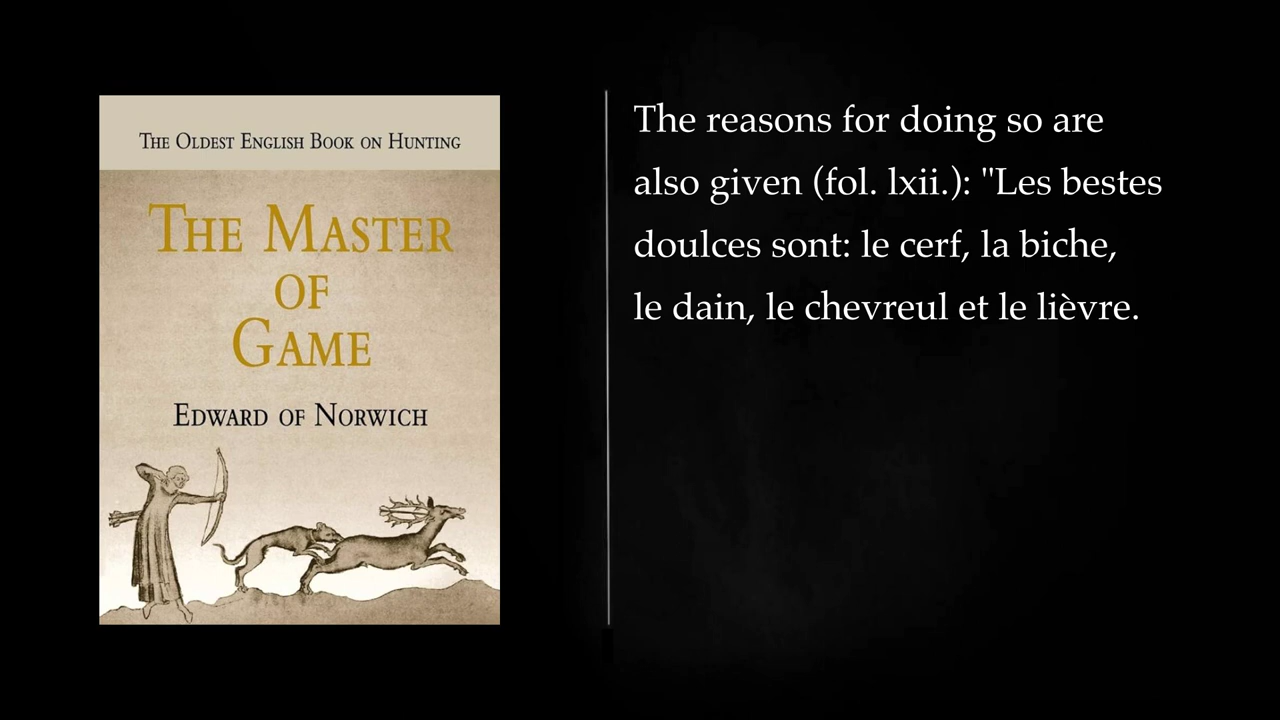 The Oldest English Book on Hunting
The Master
of
Game
Edward of Norwich
The reasons for doing so are
also given (fol. lxii.): "Les bestes
doulces sont: le cerf, la biche,
le dain, le chevreul et le lièvre.